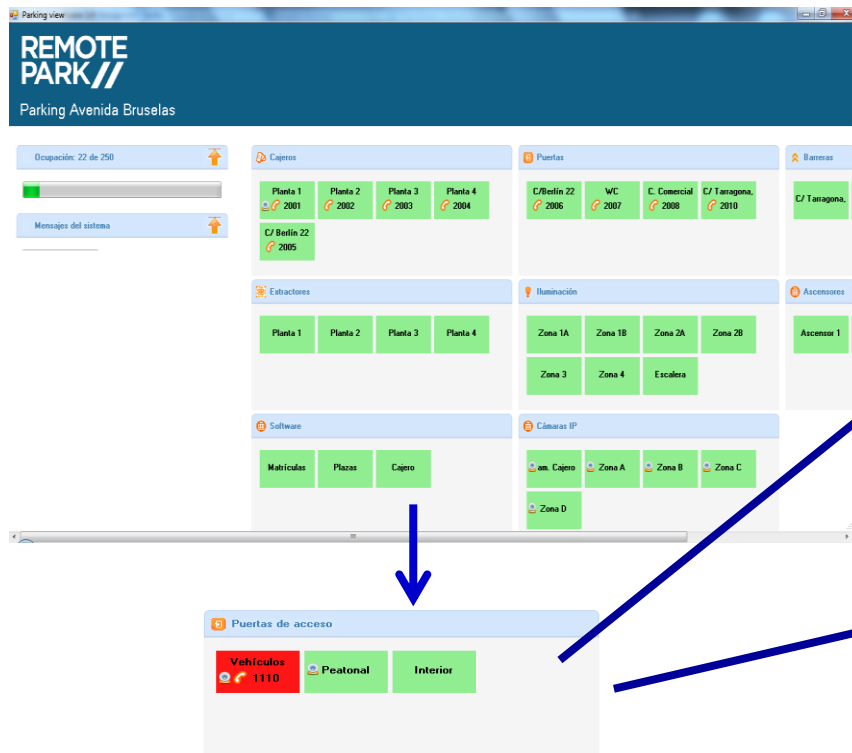 Parking view
REMOTE
PARK//
Parking Avenida Bruselas
Ocupación: 22 de 250
Mensajes del sistema
Cajeros
Planta 1
2001
Planta 2
2002
Planta 3
2003
Planta 4
2004
C/ Berlín 22
2005
Puertas
C/Berlín 22
2006
WC
2007
C. Comercial
2008
C/ Tarragona,
2010
Barreras
C/ Tarragona,
Extractores
Planta 1
Planta 2
Planta 3
Planta 4
Iluminación
Zona 1A
Zona 1B
Zona 2A
Zona 2B
Zona 3
Zona 4
Escalera
Ascensores
Ascensor 1
Software
Matrículas
Plazas
Cajero
Cámaras IP
am. Cajero
Zona A
Zona B
Zona C
Zona D
Puertas de acceso
Vehículos
1110
Peatonal
Interior